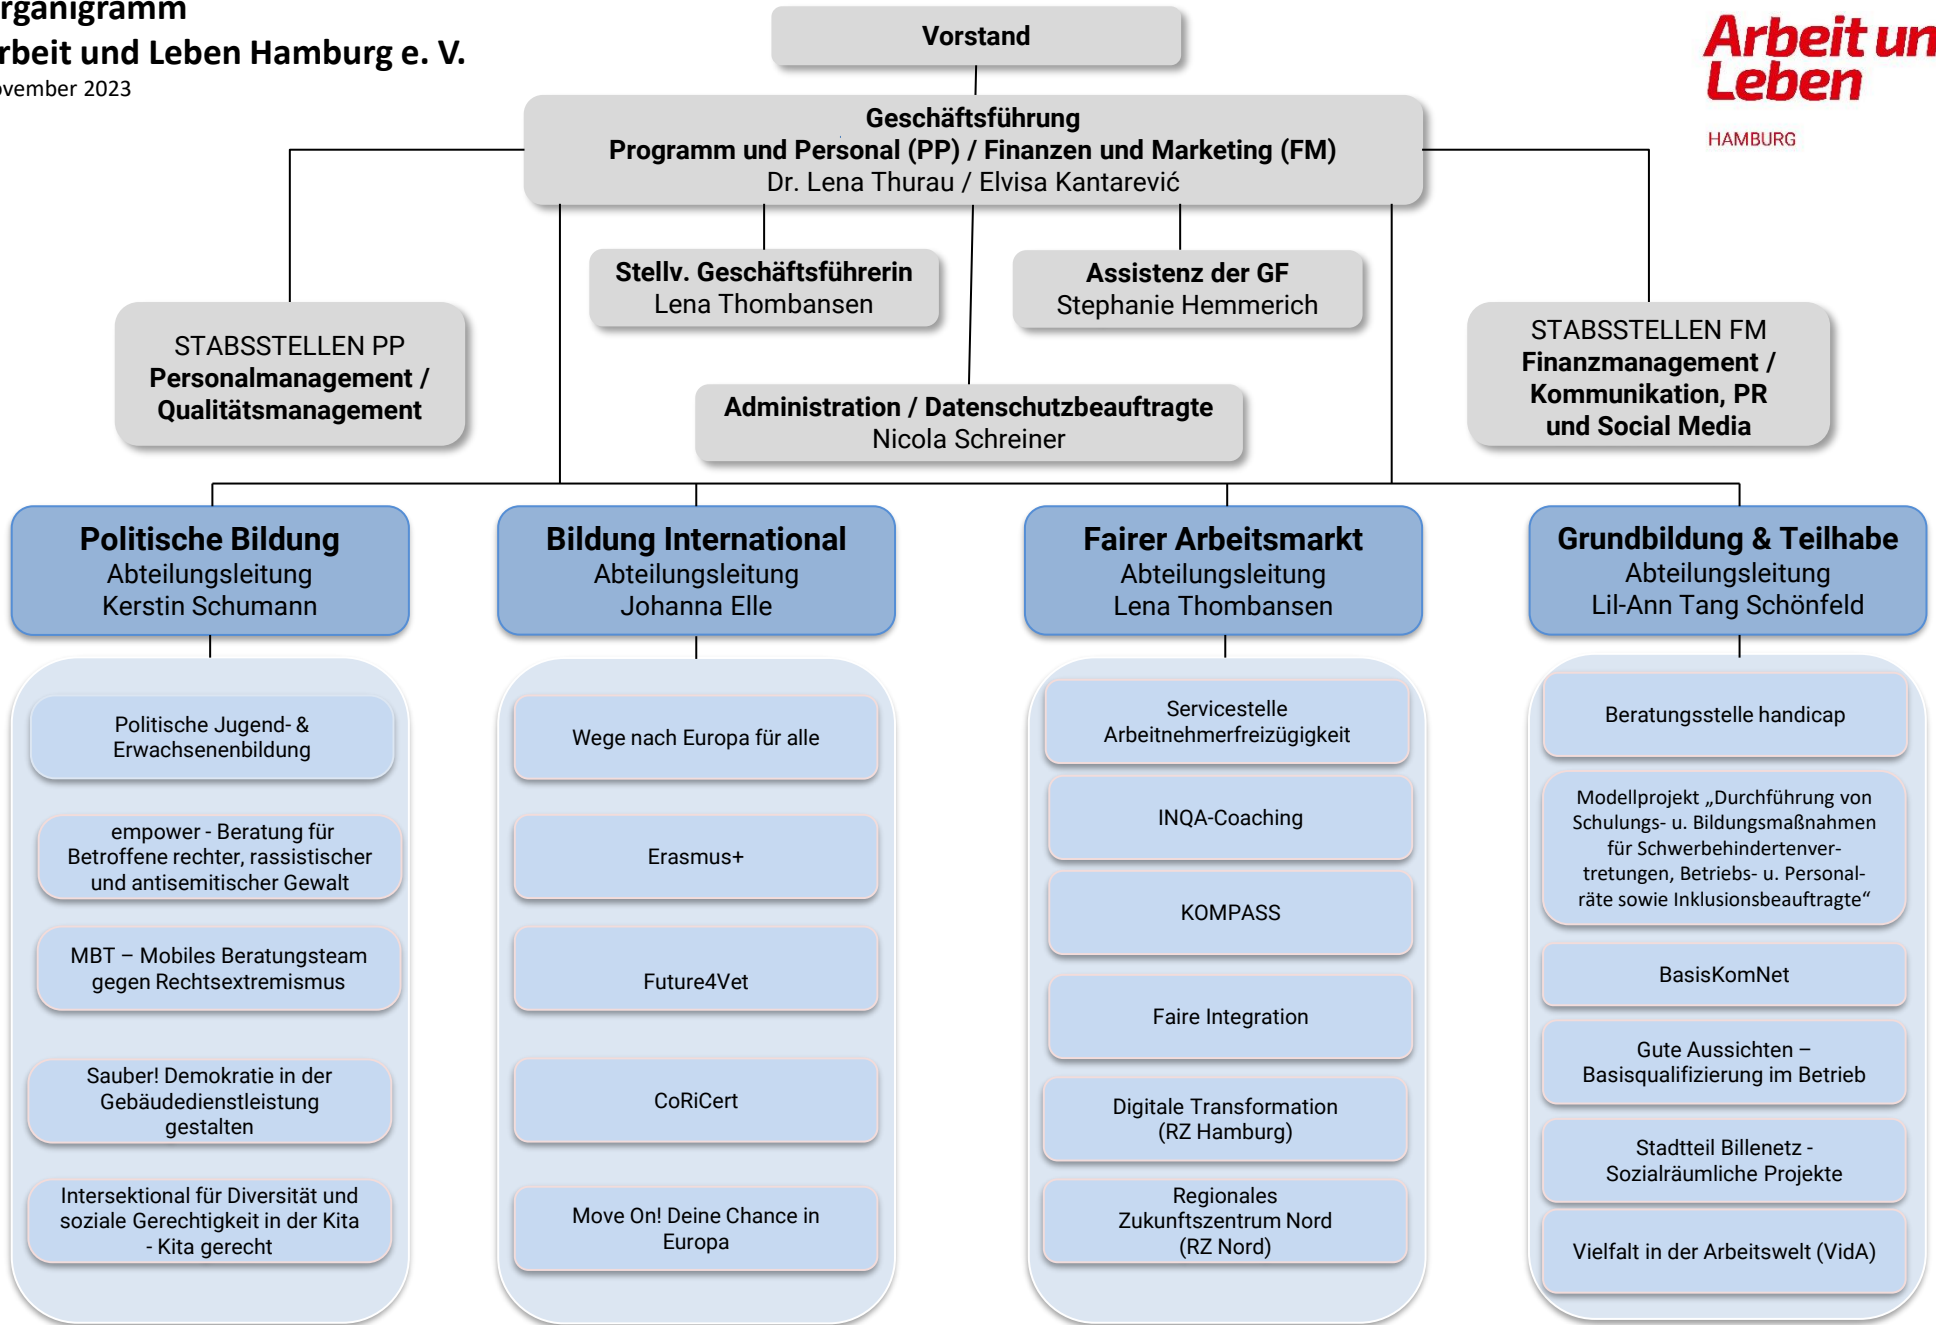 rganigramm
rbeit und Leben Hamburg e. V.
ovember 2023
Arbeit un
Leben
HAMBURG
Vorstand
Geschäftsführung
Programm und Personal (PP) / Finanzen und Marketing (FM)
Dr. Lena Thurau / Elvisa Kantarević
Stellv. Geschäftsführerin
Lena Thombansen
Assistenz der GF
Stephanie Hemmerich
STABSSTELLEN PP
Personalmanagement /
Qualitätsmanagement
STABSSTELLEN FM
Finanzmanagement /
Kommunikation, PR
und Social Media
Administration / Datenschutzbeauftragte
Nicola Schreiner
Politische Bildung
Abteilungsleitung
Kerstin Schumann
Politische Jugend- &
Erwachsenenbildung
empower - Beratung für
Betroffene rechter, rassistischer
und antisemitischer Gewalt
MBT – Mobiles Beratungsteam
gegen Rechtsextremismus
Sauber! Demokratie in der
Gebäudedienstleistung
gestalten
Intersektional für Diversität und
soziale Gerechtigkeit in der Kita
- Kita gerecht
Bildung International
Abteilungsleitung
Johanna Elle
Wege nach Europa für alle
Erasmus+
Future4Vet
CoRiCert
Move On! Deine Chance in
Europa
Fairer Arbeitsmarkt
Abteilungsleitung
Lena Thombansen
Servicestelle
Arbeitnehmerfreizügigkeit
INQA-Coaching
KOMPASS
Faire Integration
Digitale Transformation
(RZ Hamburg)
Regionales
Zukunftszentrum Nord
(RZ Nord)
Grundbildung & Teilhabe
Abteilungsleitung
Lil-Ann Tang Schönfeld
Beratungsstelle handicap
Modellprojekt „Durchführung von
Schulungs- u. Bildungsmaßnahmen
für Schwerbehindertenver-
tretungen, Betriebs- u. Personal-
räte sowie Inklusionsbeauftragte“
BasisKomNet
Gute Aussichten –
Basisqualifizierung im Betrieb
Stadtteil Billenetz -
Sozialräumliche Projekte
Vielfalt in der Arbeitswelt (VidA)